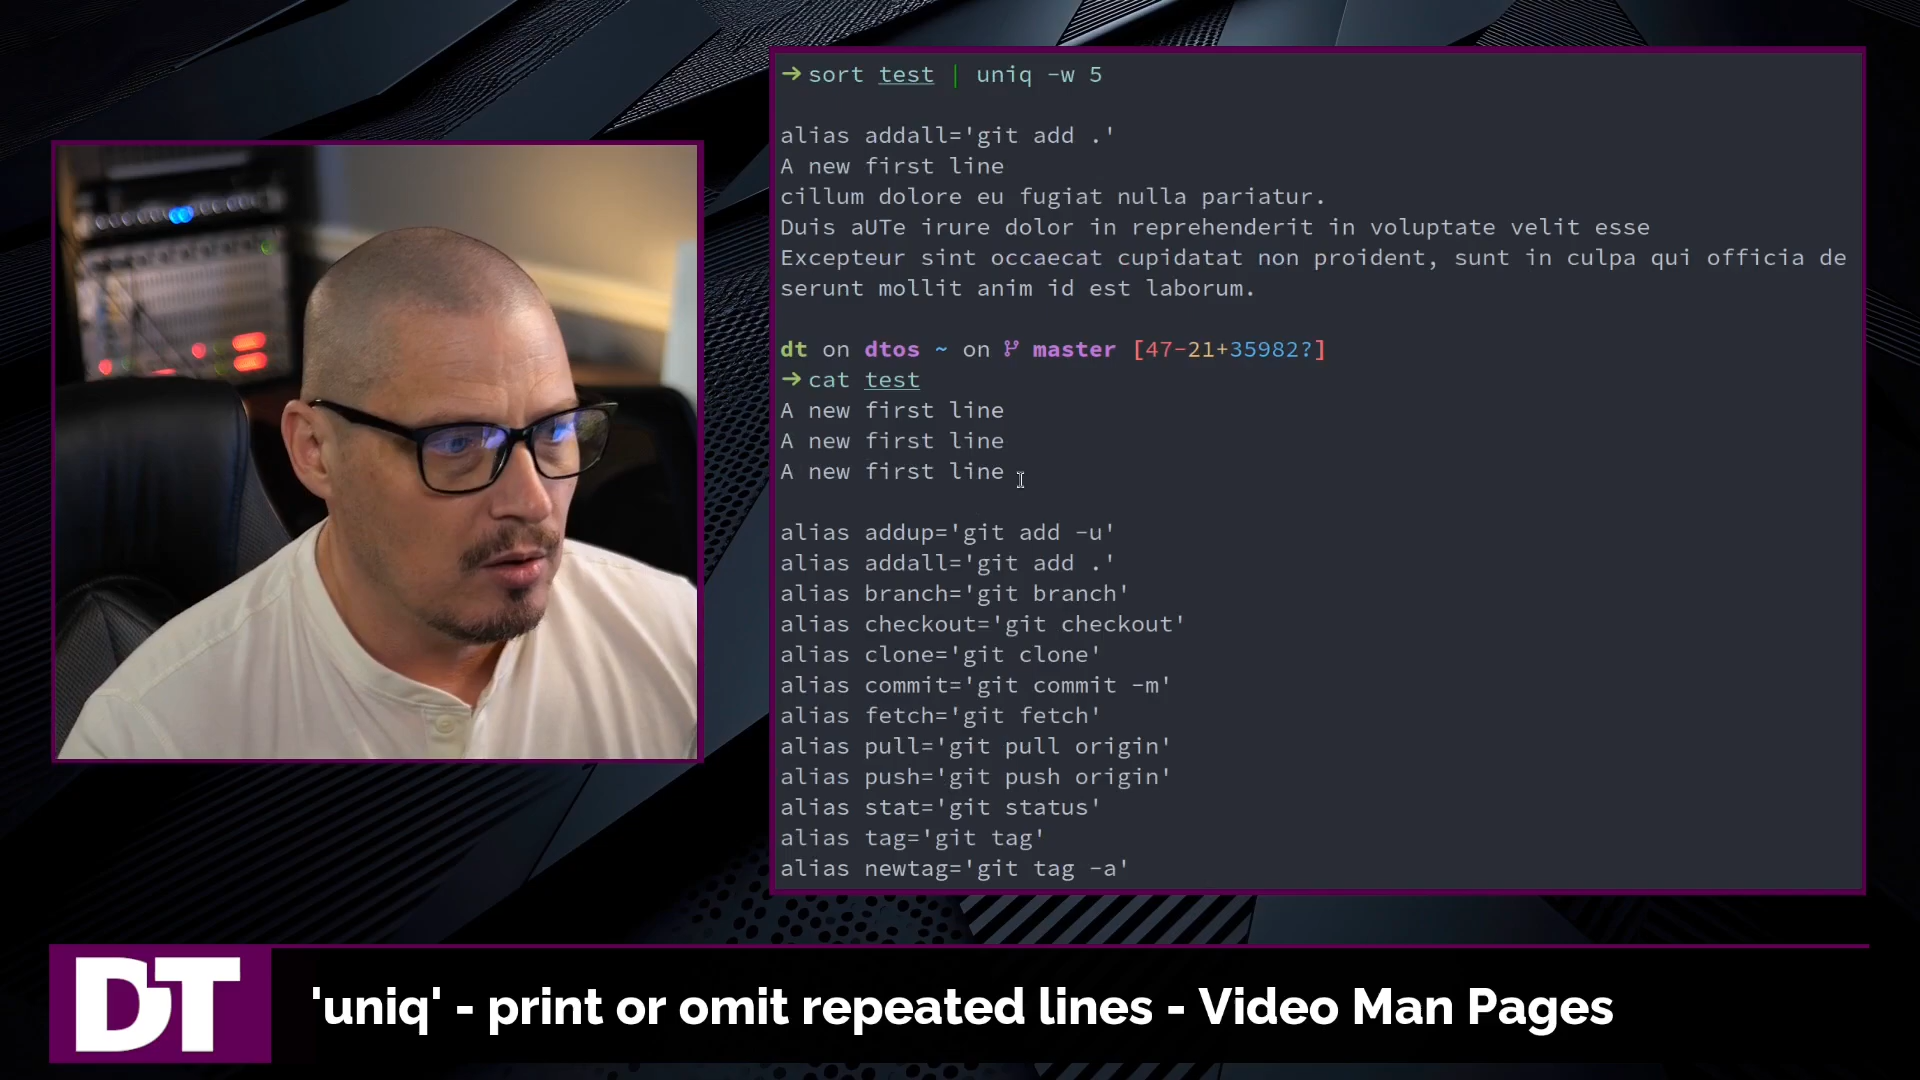 → sort test | uniq -w 5
alias addall='git add .'
A new first line
cillum dolore eu fugiat nulla pariatur.
Duis aUTe irure dolor in reprehenderit in voluptate velit esse
Excepteur sint occaecat cupidatat non proident, sunt in culpa qui officia de
serunt mollit anim id est laborum.
dt on dtos ~ on master [47-21+35982?]
→ cat test
A new first line
A new first line
A new first line
alias addup='git add -u'
alias addall='git add .'
alias branch='git branch'
alias checkout='git checkout'
alias clone='git clone'
alias commit='git commit -m'
alias fetch='git fetch'
alias pull='git pull origin'
alias push='git push origin'
alias stat='git status'
alias tag='git tag'
alias newtag='git tag -a'
DT
'uniq' - print or omit repeated lines - Video Man Pages